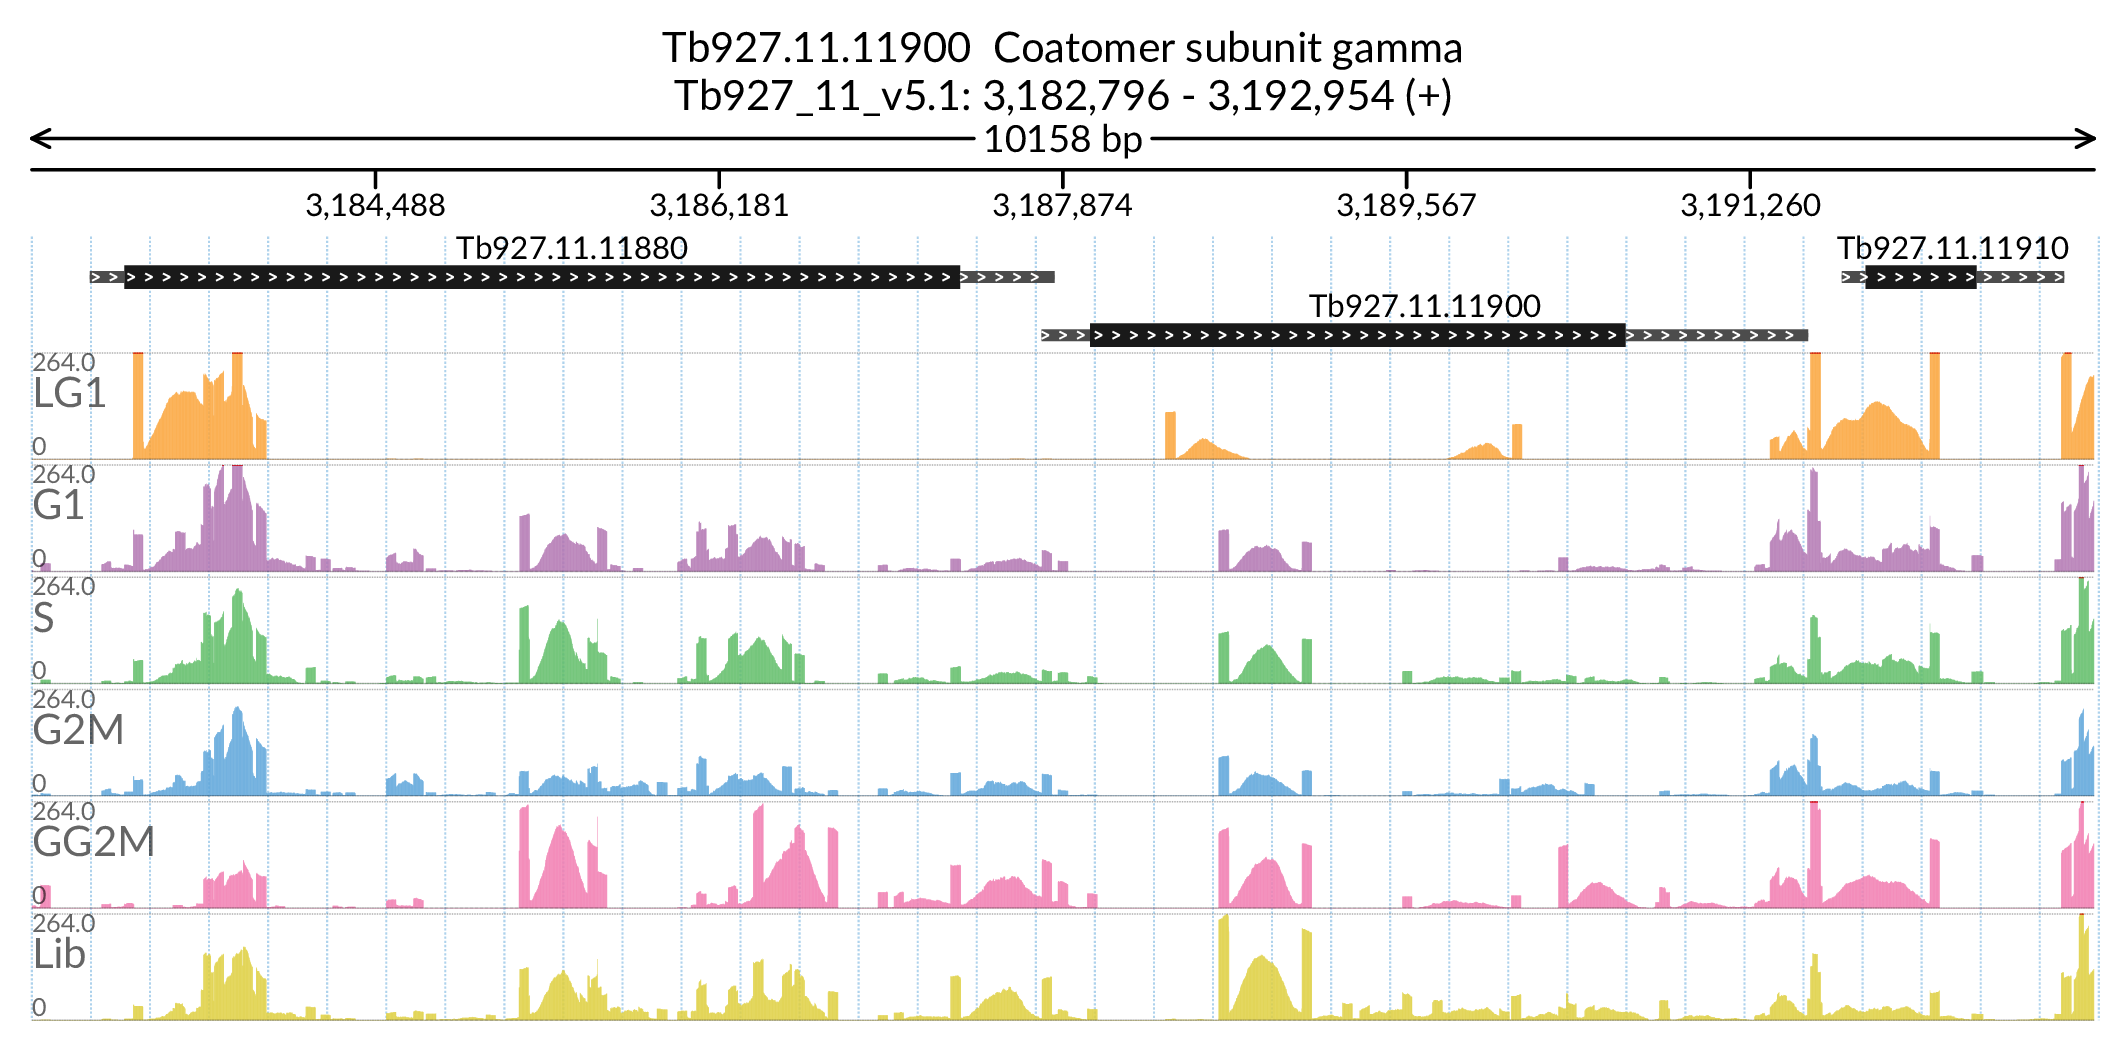 Tb927.11.11900  Coatomer subunit gamma
Tb927_11_v5.1: 3,182,796 - 3,192,954 (+)
10158 bp
3,184,488 3,186,181 3,187,874 3,189,567 3,191,260
Tb927.11.11880 Tb927.11.11910
Tb927.11.11900
264.0
LG1
0
264.0
G1
0
264.0
S
0
264.0
G2M
0
264.0
GG2M
0
264.0
Lib
0